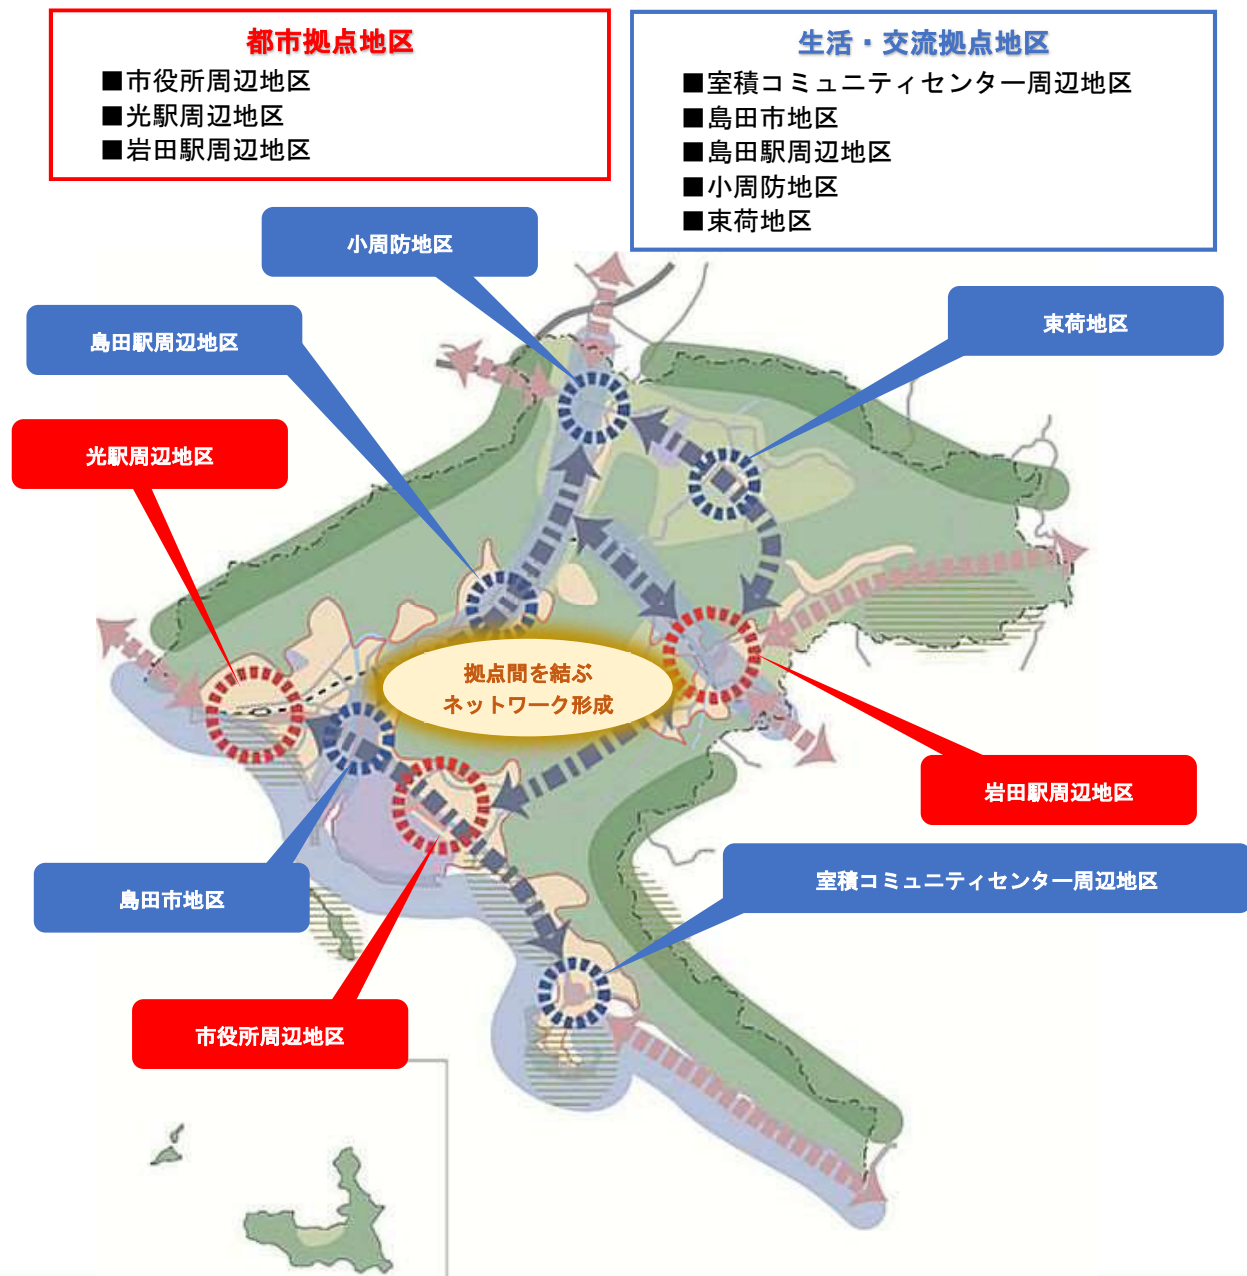 都市拠点地区
■市役所周辺地区
■光駅周辺地区
■岩田駅周辺地区
生活・交流拠点地区
■室積コミュニティセンター周辺地区
■島田市地区
■島田駅周辺地区
■小周防地区
■束荷地区
小周防地区
束荷地区
島田駅周辺地区
光駅周辺地区
拠点間を結ぶ
ネットワーク形成
岩田駅周辺地区
室積コミュニティセンター周辺地区
島田市地区
市役所周辺地区